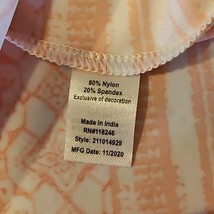 80% Nylon
20% Spandex
Exclusive of decoration
Made in India
RN#118246
Style: 211014929
MFG DATE: 11/2020